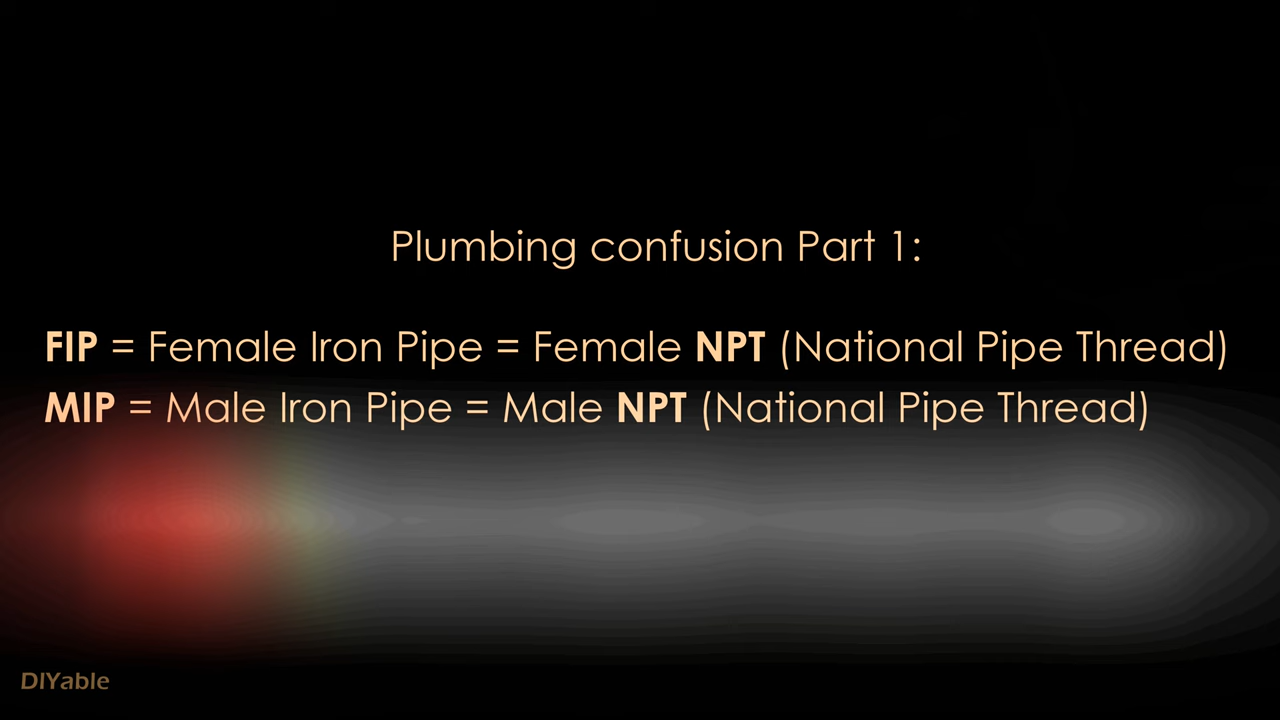 Plumbing confusion Part 1:
FIP = Female Iron Pipe = Female NPT (National Pipe Thread)
MIP = Male Iron Pipe = Male NPT (National Pipe Thread)
DIYable